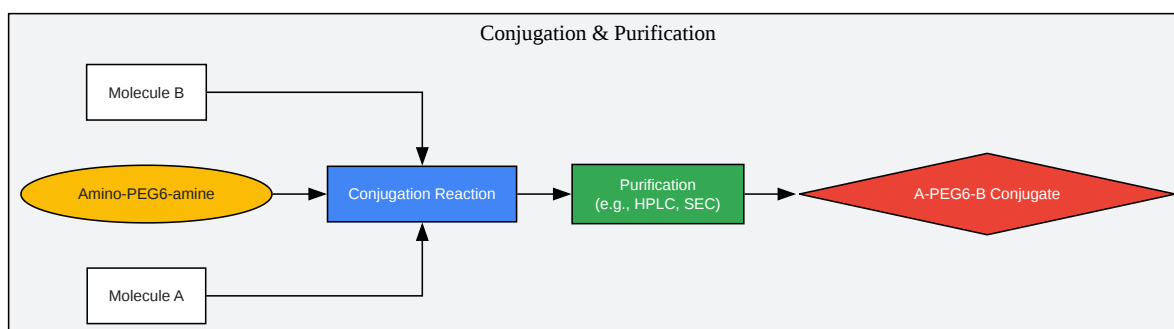 Conjugation & Purification
Molecule B
Amino-PEG6-amine
Conjugation Reaction
Purification
(e.g., HPLC, SEC)
A-PEG6-B Conjugate
Molecule A